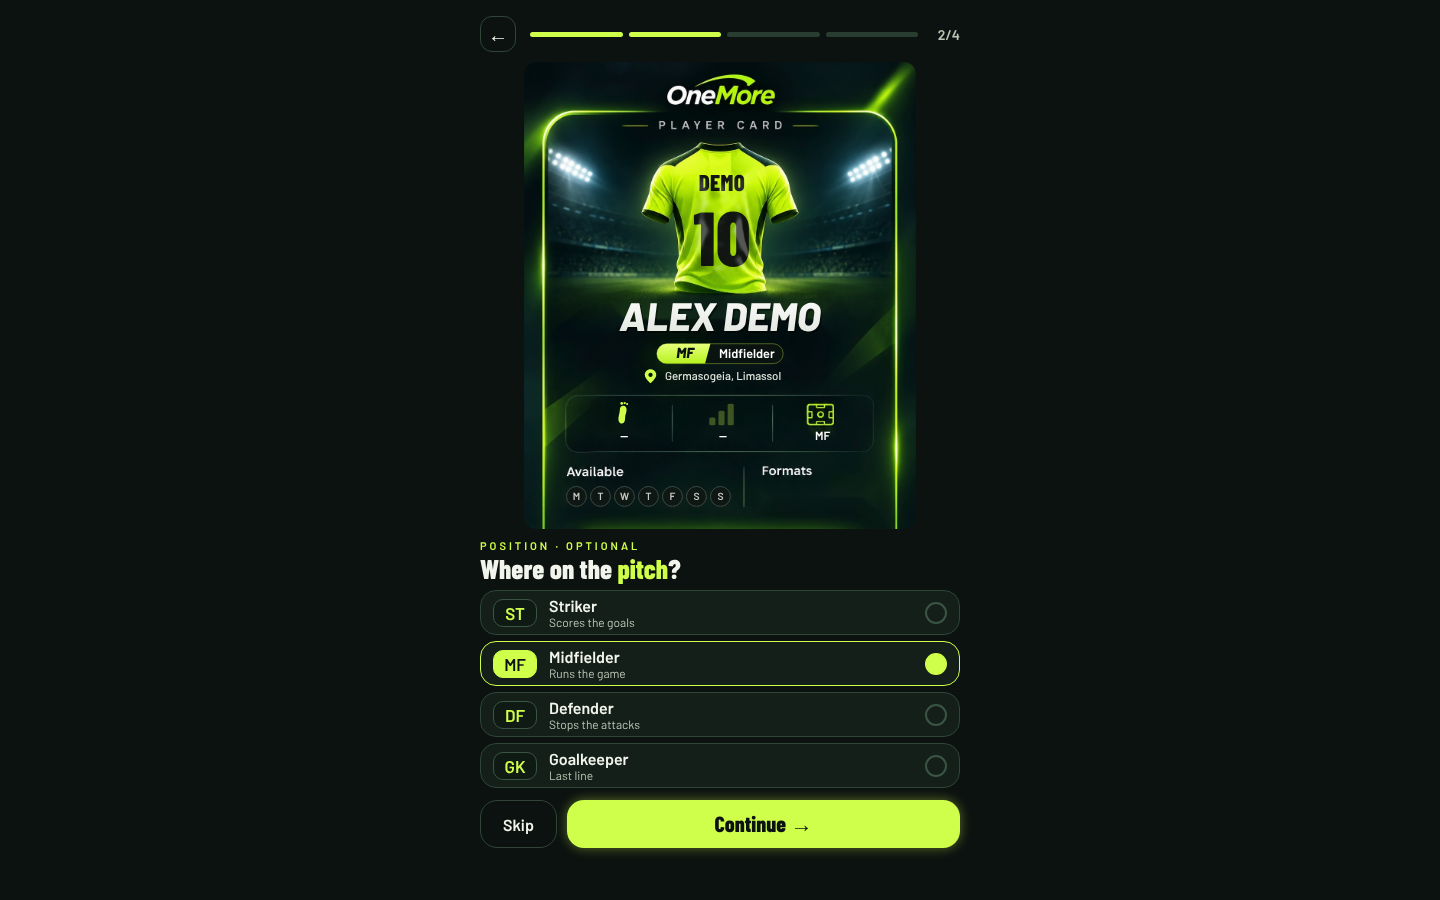 ←
2/4
OneMore
PLAYER CARD
DEMO
10
ALEX DEMO
MF Midfielder
Germasogeia, Limassol
– – MF
Available
M T W T F S S
Formats
POSITION · OPTIONAL
Where on the pitch?
ST Striker
Scores the goals
MF Midfielder
Runs the game
DF Defender
Stops the attacks
GK Goalkeeper
Last line
Skip
Continue →